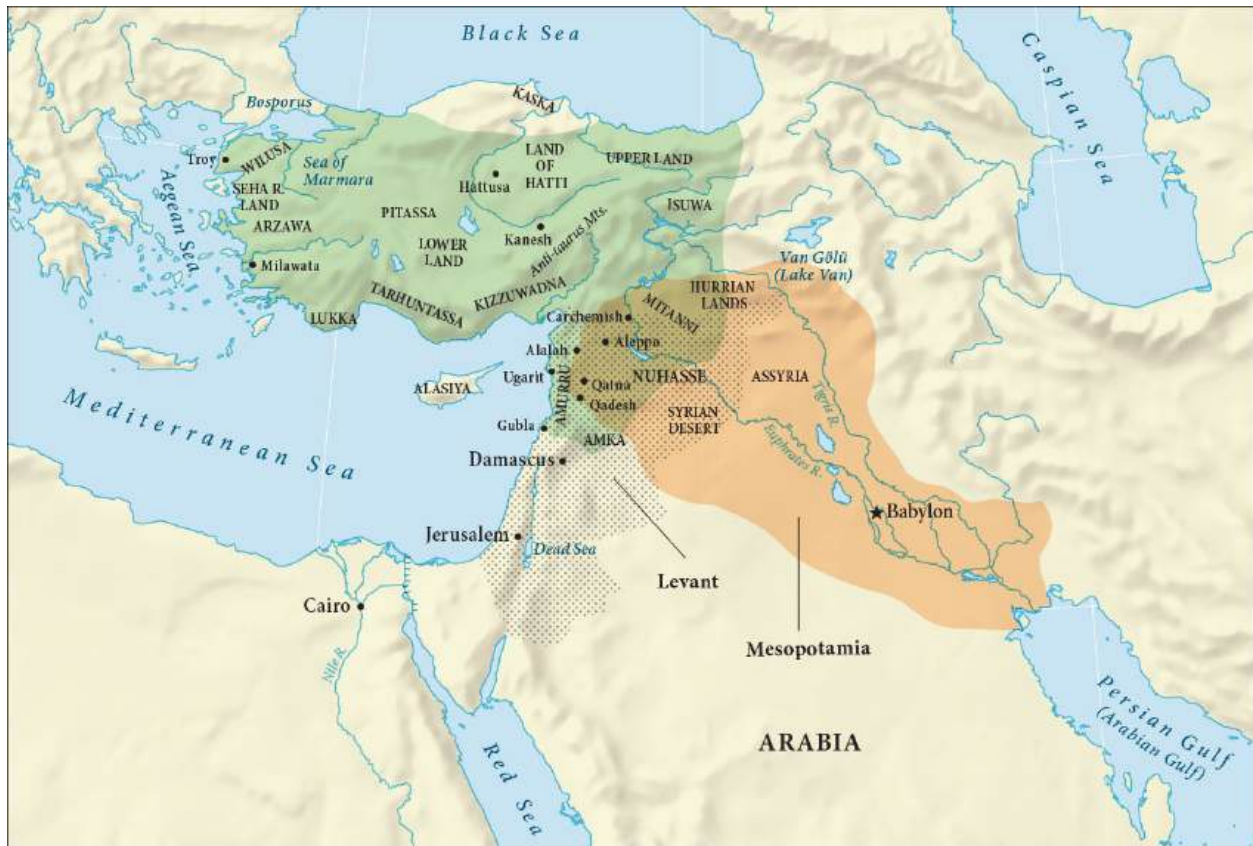 Black Sea
Caspian Sea
Bosporus
KASKA
Troy
WILUSA
Sea of
Marmara
LAND
OF
HATTI
UPPER LAND
Aegean Sea
SEHA R.
LAND
Hattusa
ISUWA
ARZAWA
PITASSA
Kanesh
Anti-taurus Mts.
LOWER
LAND
Milawata
Van Gölü
(Lake Van)
TARHUNTASSA
KIZZUWADNA
HURRIAN
LANDS
LUKKA
Carchemish
MITANNI
Aleppo
Alalah
Ugarit
NUHASSE
ASSYRIA
ALASIYA
AMURRU
Qatna
Qadesh
Tigris R.
Mediterranean Sea
SYRIAN
DESERT
Gubla
AMKA
Euphrates R.
Damascus
Babylon
Jerusalem
Dead Sea
Levant
Cairo
Mesopotamia
Nile R.
ARABIA
Red Sea
Persian Gulf
(Arabian Gulf)